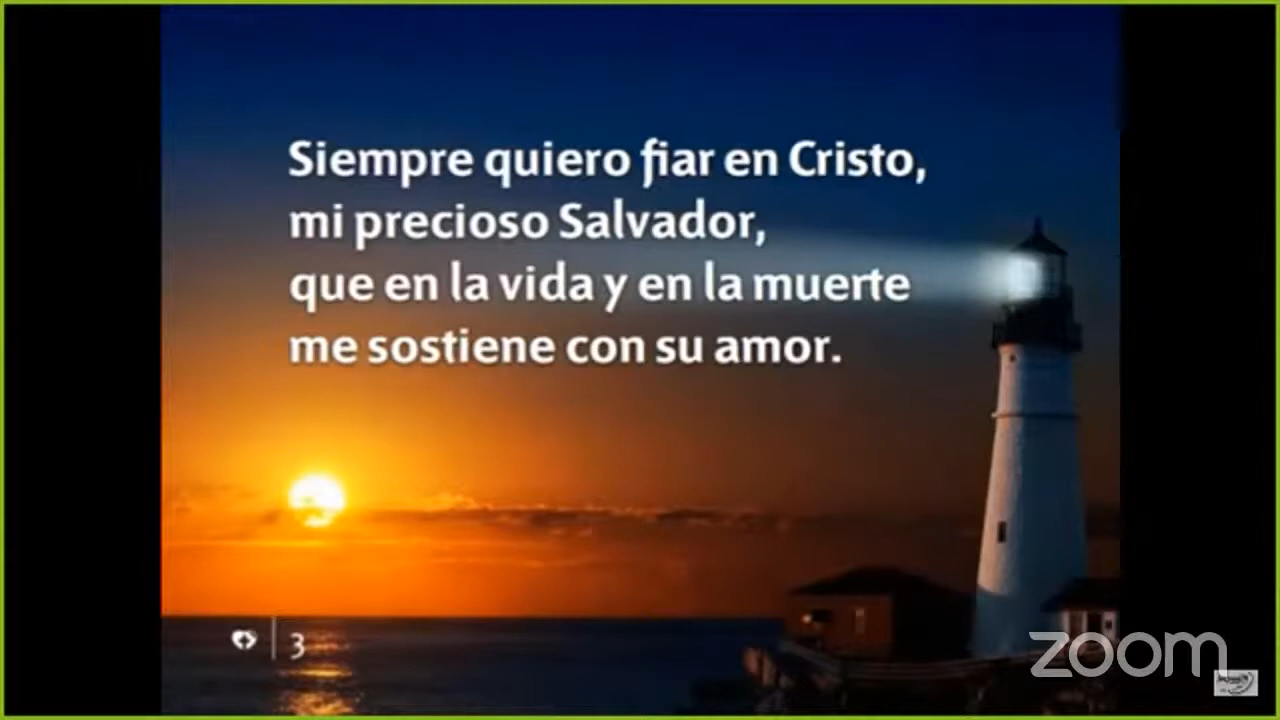 Siempre quiero fiar en Cristo,
mi precioso Salvador,
que en la vida y en la muerte
me sostiene con su amor.
3
zoom